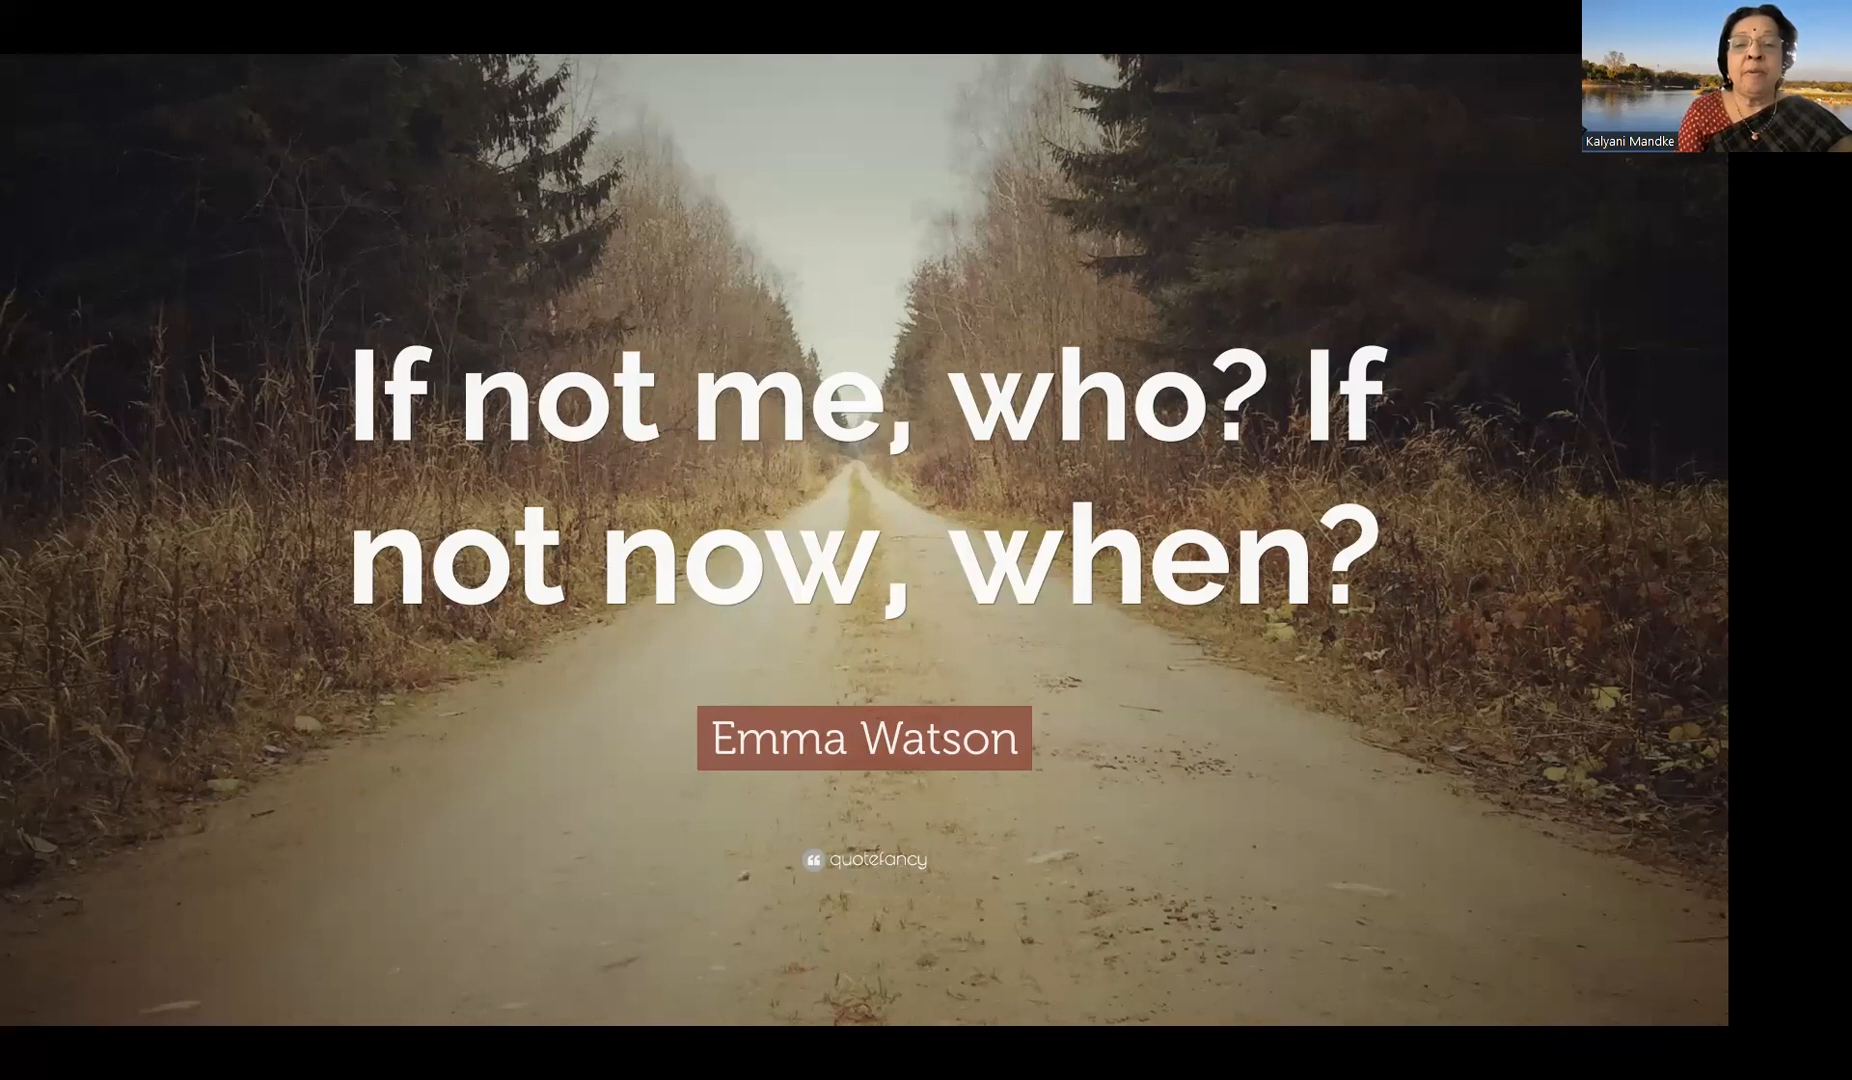 Kalyani Mandke
If not me, who? If
not now, when?
Emma Watson
quotefancy